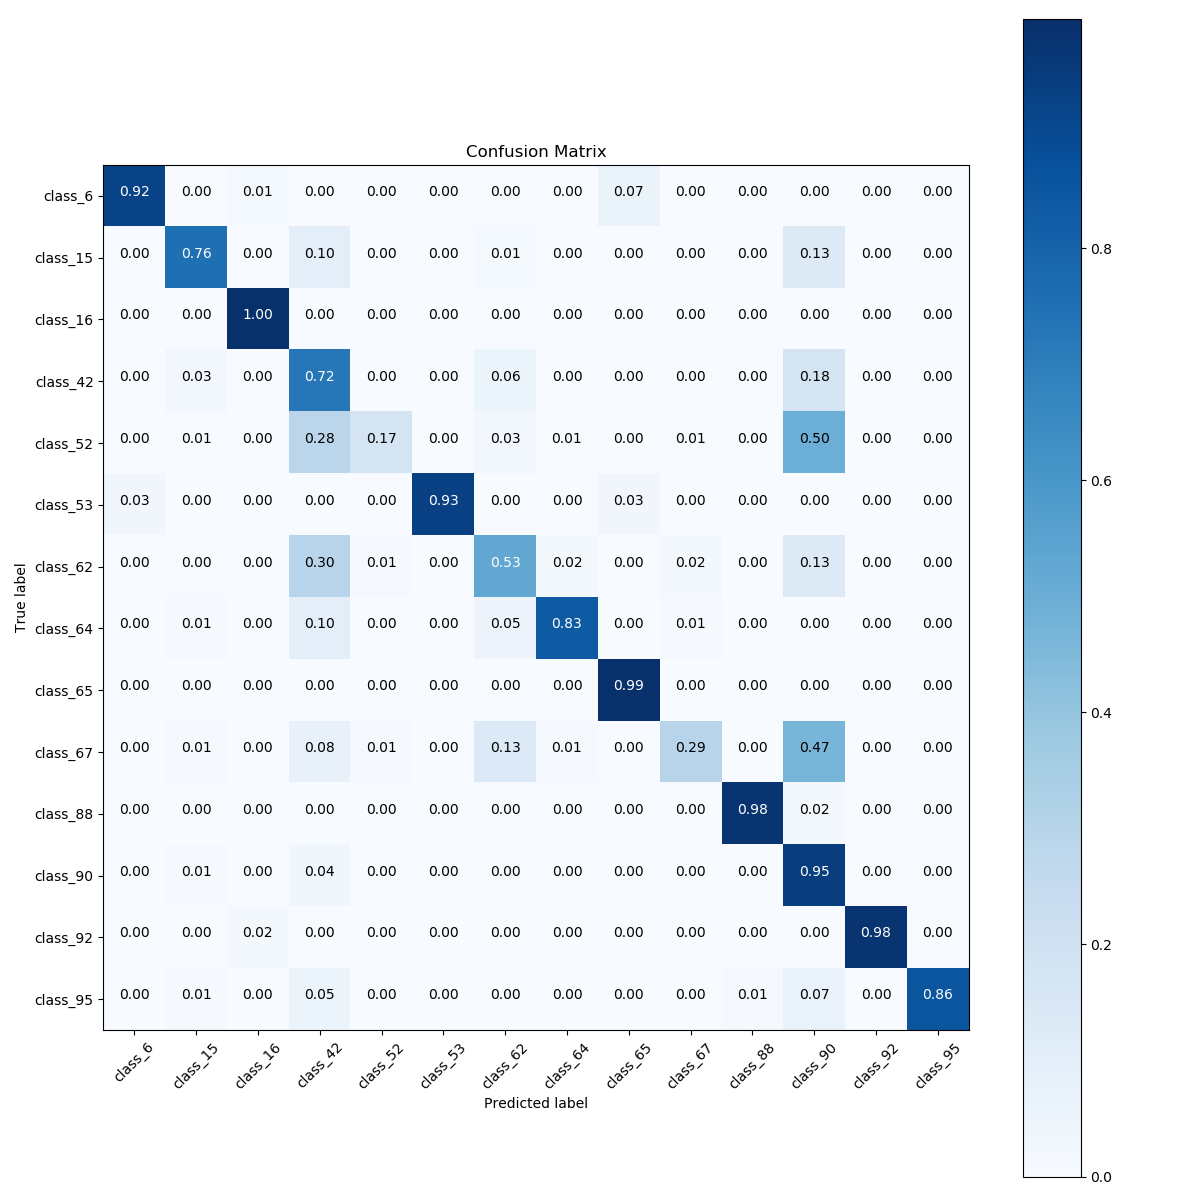 Confusion Matrix
class_6 0.92 0.00 0.01 0.00 0.00 0.00 0.00 0.00 0.07 0.00 0.00 0.00 0.00 0.00
class_15 0.00 0.76 0.00 0.10 0.00 0.00 0.01 0.00 0.00 0.00 0.00 0.13 0.00 0.00
class_16 0.00 0.00 1.00 0.00 0.00 0.00 0.00 0.00 0.00 0.00 0.00 0.00 0.00 0.00
class_42 0.00 0.03 0.00 0.72 0.00 0.00 0.06 0.00 0.00 0.00 0.00 0.18 0.00 0.00
class_52 0.00 0.01 0.00 0.28 0.17 0.00 0.03 0.01 0.00 0.01 0.00 0.50 0.00 0.00
class_53 0.03 0.00 0.00 0.00 0.00 0.93 0.00 0.00 0.03 0.00 0.00 0.00 0.00 0.00
class_62 0.00 0.00 0.00 0.30 0.01 0.00 0.53 0.02 0.00 0.02 0.00 0.13 0.00 0.00
class_64 0.00 0.01 0.00 0.10 0.00 0.00 0.05 0.83 0.00 0.01 0.00 0.00 0.00 0.00
class_65 0.00 0.00 0.00 0.00 0.00 0.00 0.00 0.00 0.99 0.00 0.00 0.00 0.00 0.00
class_67 0.00 0.01 0.00 0.08 0.01 0.00 0.13 0.01 0.00 0.29 0.00 0.47 0.00 0.00
class_88 0.00 0.00 0.00 0.00 0.00 0.00 0.00 0.00 0.00 0.00 0.98 0.02 0.00 0.00
class_90 0.00 0.01 0.00 0.04 0.00 0.00 0.00 0.00 0.00 0.00 0.00 0.95 0.00 0.00
class_92 0.00 0.00 0.02 0.00 0.00 0.00 0.00 0.00 0.00 0.00 0.00 0.00 0.98 0.00
class_95 0.00 0.01 0.00 0.05 0.00 0.00 0.00 0.00 0.00 0.00 0.01 0.07 0.00 0.86
True label
class_6 class_15 class_16 class_42 class_52 class_53 class_62 class_64 class_65 class_67 class_88 class_90 class_92 class_95
Predicted label
0.8
0.6
0.4
0.2
0.0